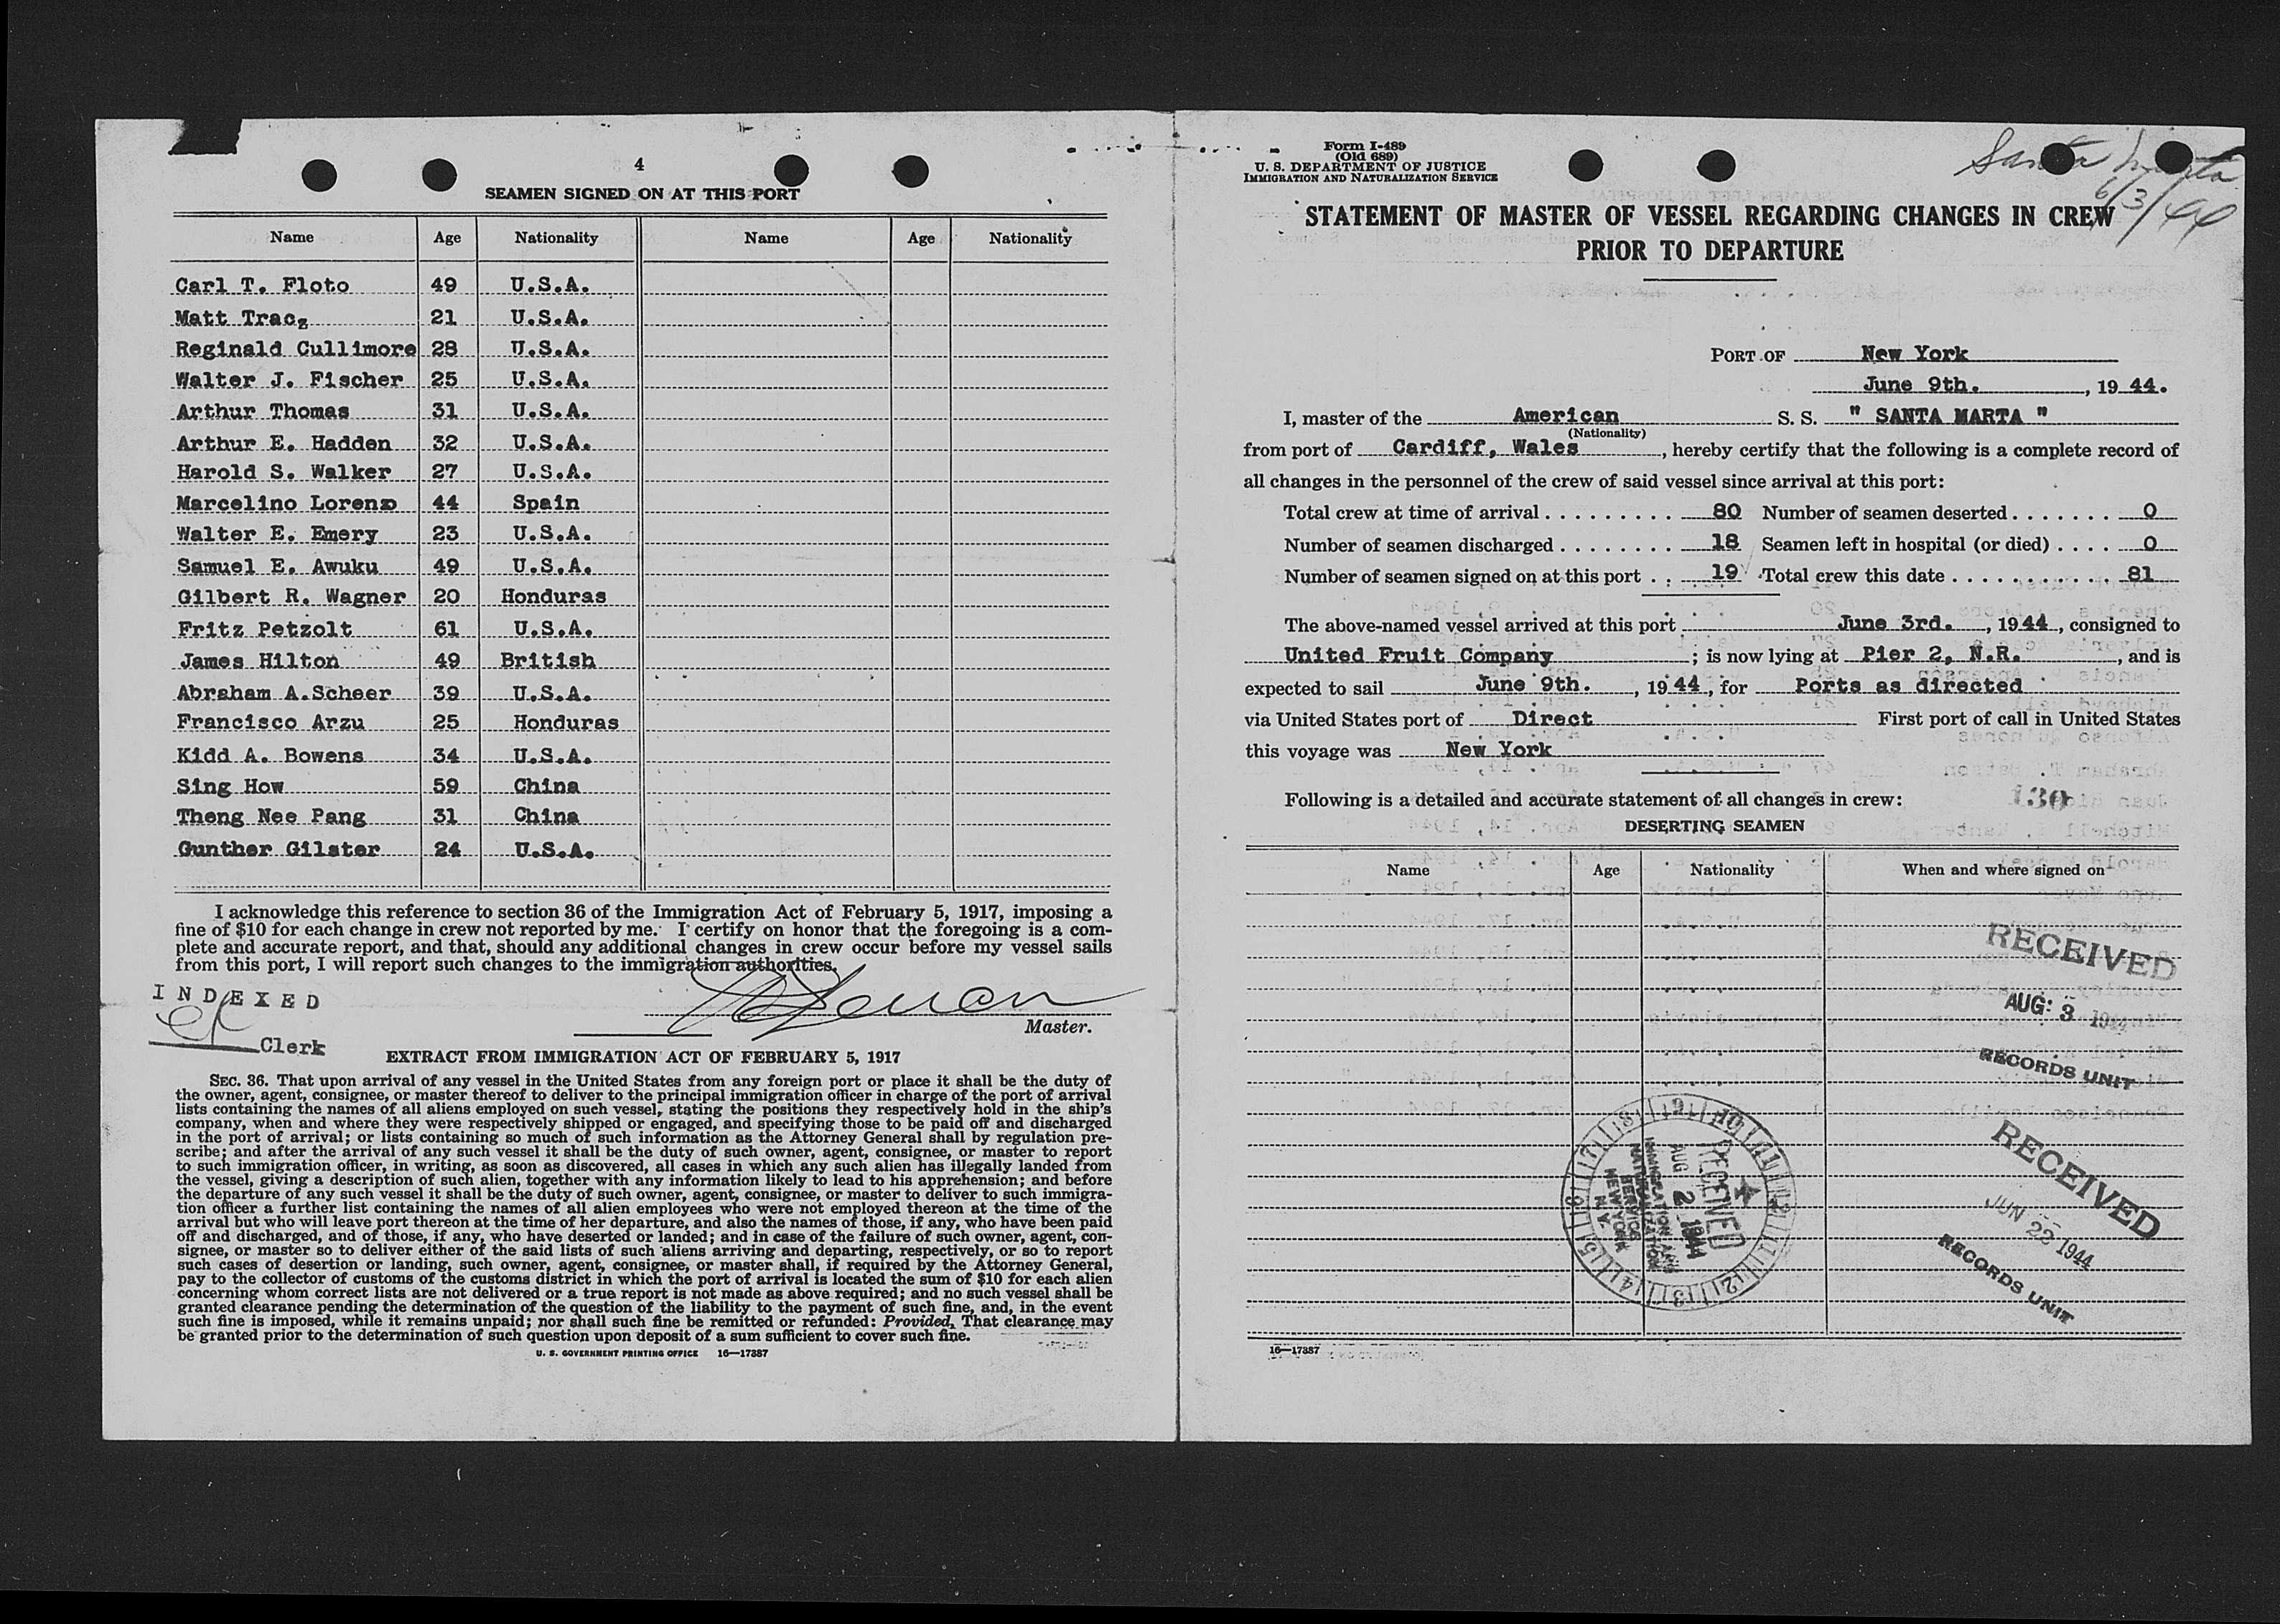 4
SEAMEN SIGNED ON AT THIS PORT
Name Age Nationality Name Age Nationality
Carl T. Floto 49 U.S.A.
Matt Trac 21 U.S.A.
Reginald Cullimore 28 U.S.A.
Walter J. Fischer 25 U.S.A.
Arthur Thomas 31 U.S.A.
Arthur E. Hadden 32 U.S.A.
Harold S. Walker 27 U.S.A.
Marcelino Lorenzo 44 Spain
Walter E. Emery 23 U.S.A.
Samuel E. Awuku 49 U.S.A.
Gilbert R. Wagner 20 Honduras
Fritz Petzolt 61 U.S.A.
James Hilton 49 British
Abraham A.Scheer 39 U.S.A.
Francisco Arzu 25 Honduras
Kidd A. Bowens 34 U.S.A.
Sing How 59 China
Theng Nee Pang 31 China
Gunther Gilster 24 U.S.A.
I acknowledge this reference to section 36 of the Immigration Act of February 5, 1917, imposing a
fine of $10 for each change in crew not reported by me. I certify on honor that the foregoing is a com-
plete and accurate report, and that, should any additional changes in crew occur before my vessel sails
from this port, I will report such changes to the immigration authorities.
INDEXED
Master.
Clerk
EXTRACT FROM IMMIGRATION ACT OF FEBRUARY 5, 1917
SEC. 36. That upon arrival of any vessel in the United States from any foreign port or place it shall be the duty of
the owner, agent, consignee, or master thereof to deliver to the principal immigration officer in charge of the port of arrival
lists containing the names of all aliens employed on such vessel, stating the positions they respectively hold in the ship's
company, when and where they were respectively shipped or engaged, and specifying those to be paid off and discharged
in the port of arrival; or lists containing so much of such information as the Attorney General shall by regulation pre-
scribe; and after the arrival of any such vessel it shall be the duty of such owner, agent, consignee, or master to report
to such immigration officer, in writing, as soon as discovered, all cases in which any such alien has illegally landed from
the vessel, giving a description of such alien, together with any information likely to lead to his apprehension; and before
the departure of any such vessel it shall be the duty of such owner, agent, consignee, or master to deliver to such immigra-
tion officer a further list containing the names of all alien employees who were not employed thereon at the time of the
arrival but who will leave port thereon at the time of her departure, and also the names of those, if any, who have been paid
off and discharged, and of those, if any, who have deserted or landed; and in case of the failure of such owner, agent, con-
signee, or master so to deliver either of the said lists of such aliens arriving and departing, respectively, or so to report
such cases of desertion or landing, such owner, agent, consignee, or master shall, if required by the Attorney General,
pay to the collector of customs of the customs district in which the port of arrival is located the sum of $10 for each alien
concerning whom correct lists are not delivered or a true report is not made as above required; and no such vessel shall be
granted clearance pending the determination of the question of the liability to the payment of such fine, and, in the event
such fine is imposed, while it remains unpaid; nor shall such fine be remitted or refunded: Provided, That clearance may
be granted prior to the determination of such question upon deposit of a sum sufficient to cover such fine.
U. S. GOVERNMENT PRINTING OFFICE 16—17387
Form I-489
(Old 689)
U. S. DEPARTMENT OF JUSTICE
IMMIGRATION AND NATURALIZATION SERVICE
Santa Marta
6/3/44
STATEMENT OF MASTER OF VESSEL REGARDING CHANGES IN CREW
PRIOR TO DEPARTURE
PORT OF New York
June 9th., 19 44.
I, master of the American S. S. " SANTA MARTA "
(Nationality)
from port of Cardiff, Wales, hereby certify that the following is a complete record of
all changes in the personnel of the crew of said vessel since arrival at this port:
Total crew at time of arrival 80 Number of seamen deserted 0
Number of seamen discharged 18 Seamen left in hospital (or died) 0
Number of seamen signed on at this port 19 Total crew this date 81
The above-named vessel arrived at this port June 3rd., 1944, consigned to
United Fruit Company; is now lying at Pier 2, N.R., and is
expected to sail June 9th., 1944, for Ports as directed
via United States port of Direct First port of call in United States
this voyage was New York
Following is a detailed and accurate statement of all changes in crew: 130
DESERTING SEAMEN
Name Age Nationality When and where signed on
RECEIVED
AUG 3 1944
RECORDS UNIT
RECEIVED
AUG 2 1944
IMMIGRATION AND
NATURALIZATION
SERVICE
NEW YORK
N.Y.
RECEIVED
JUN 22 1944
RECORDS UNIT
16—17387